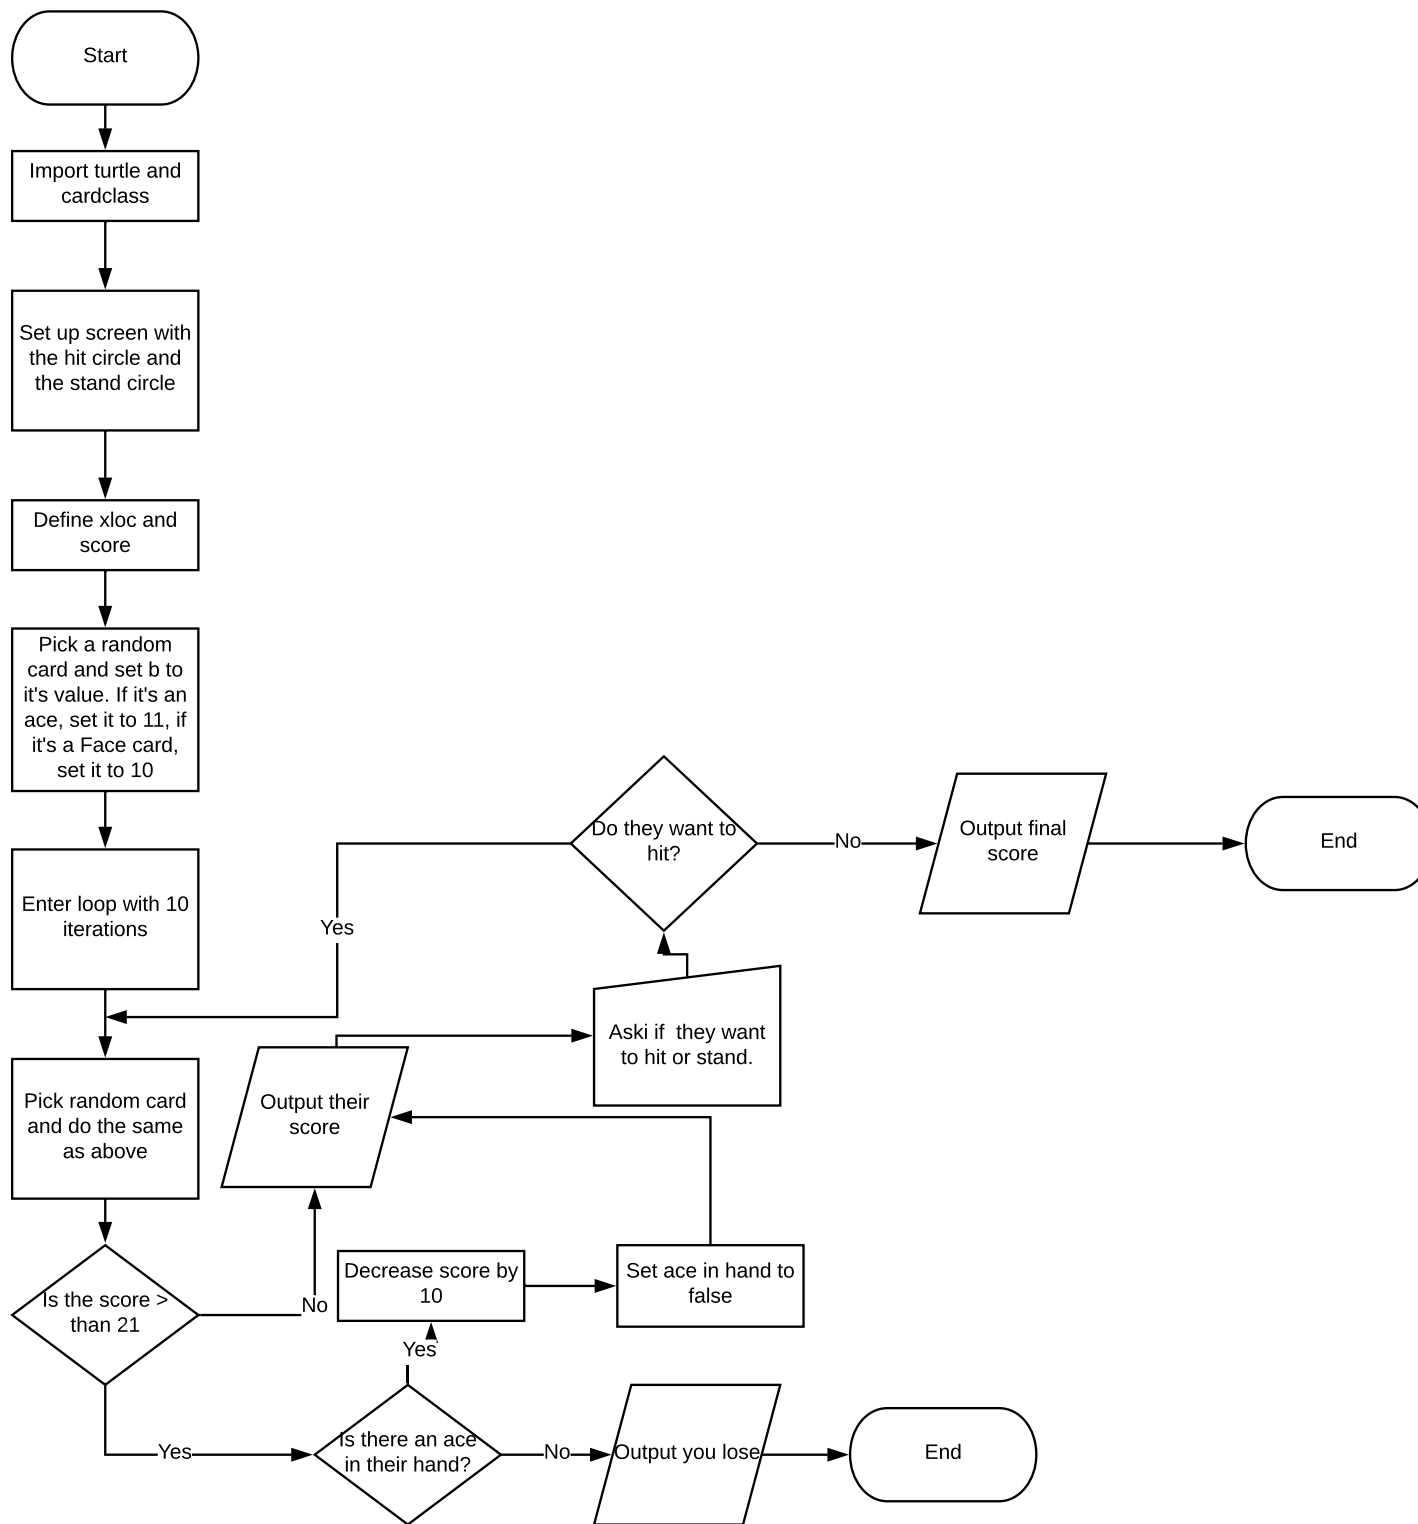 Start
Import turtle and
cardclass
Set up screen with
the hit circle and
the stand circle
Define xloc and
score
Pick a random
card and set b to
it's value. If it's an
ace, set it to 11, if
it's a Face card,
set it to 10
Enter loop with 10
iterations
Pick random card
and do the same
as above
Is the score >
than 21
No
Yes
Output their
score
Is there an ace
in their hand?
Yes
Decrease score by
10
Set ace in hand to
false
No
Output you lose
End
Aski if  they want
to hit or stand.
Do they want to
hit?
Yes
No
Output final
score
End